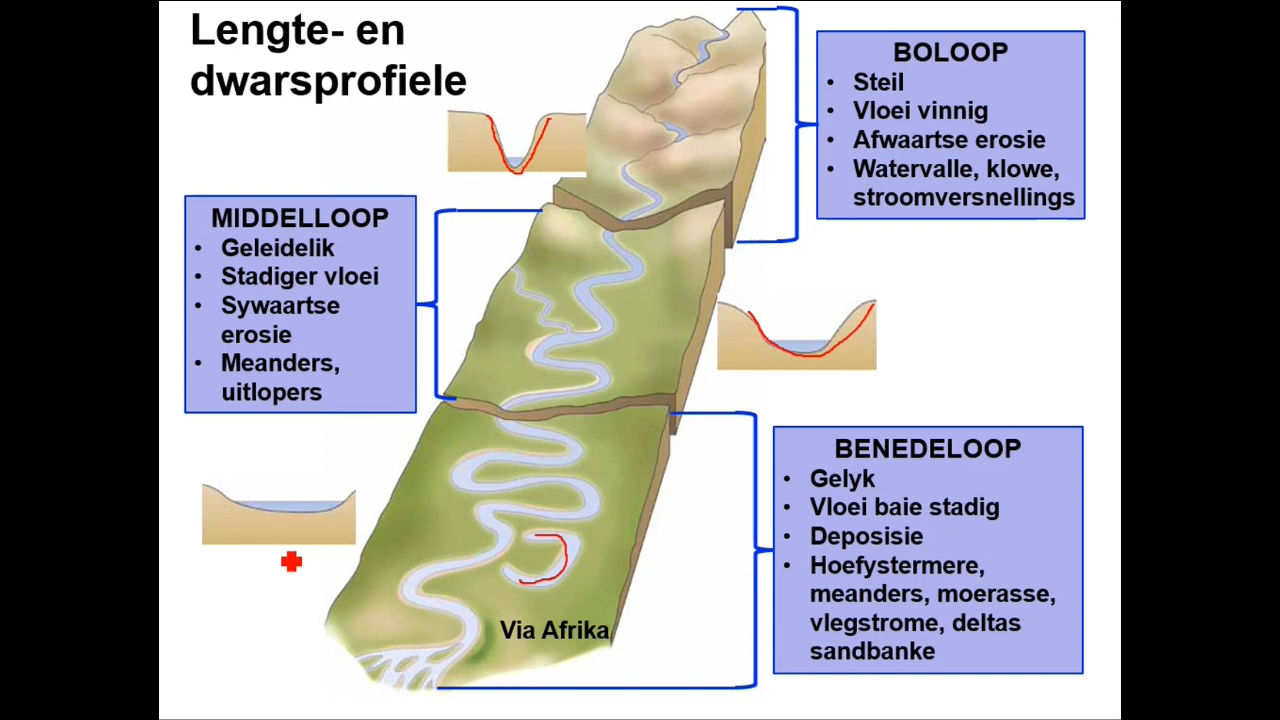 Lengte- en
dwarsprofiele
BOLOOP
• Steil
• Vloei vinnig
• Afwaartse erosie
• Watervalle, klowe,
stroomversnellings
MIDDELLOOP
• Geleidelik
• Stadiger vloei
• Sywaartse
erosie
• Meanders,
uitlopers
BENEDELOOP
• Gelyk
• Vloei baie stadig
• Deposisie
• Hoefystermere,
meanders, moerasse,
vlegstrome, deltas
sandbanke
Via Afrika